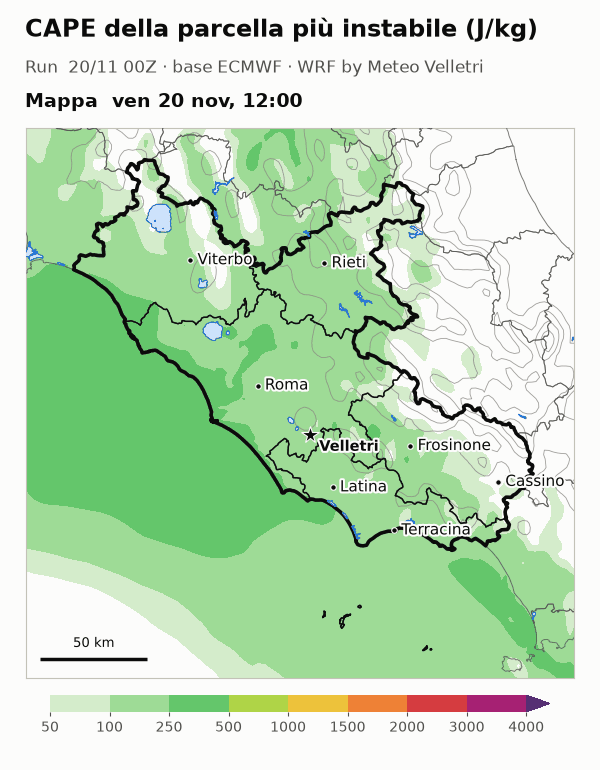 CAPE della parcella più instabile (J/kg)
Run  20/11 00Z · base ECMWF · WRF by Meteo Velletri
Mappa  ven 20 nov, 12:00
Viterbo
Rieti
Roma
Velletri
Frosinone
Cassino
Latina
Terracina
50 km
50 100 250 500 1000 1500 2000 3000 4000